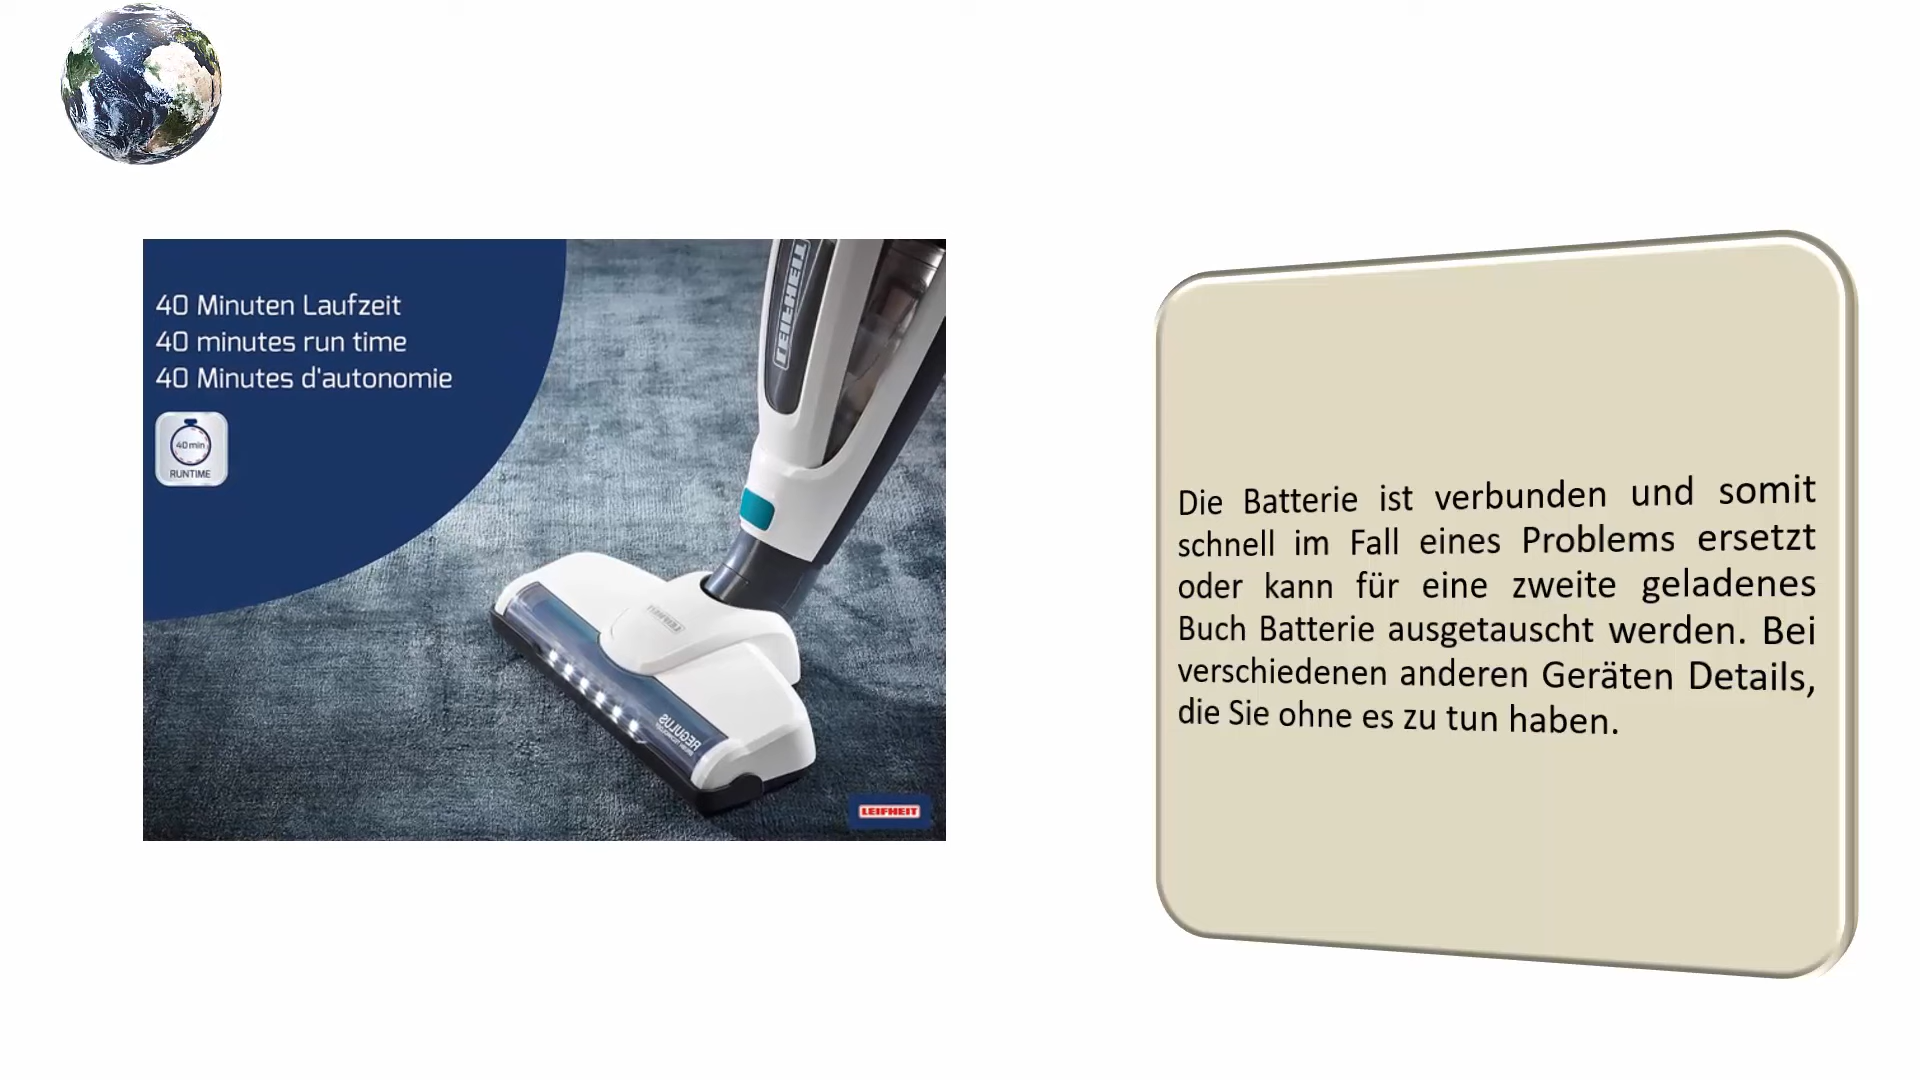 40 Minuten Laufzeit
40 minutes run time
40 Minutes d'autonomie
40 min
RUNTIME
LEIFHEIT
LEIFHEIT
REGULUS
LEIFHEIT
Die Batterie ist verbunden und somit
schnell im Fall eines Problems ersetzt
oder kann für eine zweite geladenes
Buch Batterie ausgetauscht werden. Bei
verschiedenen anderen Geräten Details,
die Sie ohne es zu tun haben.